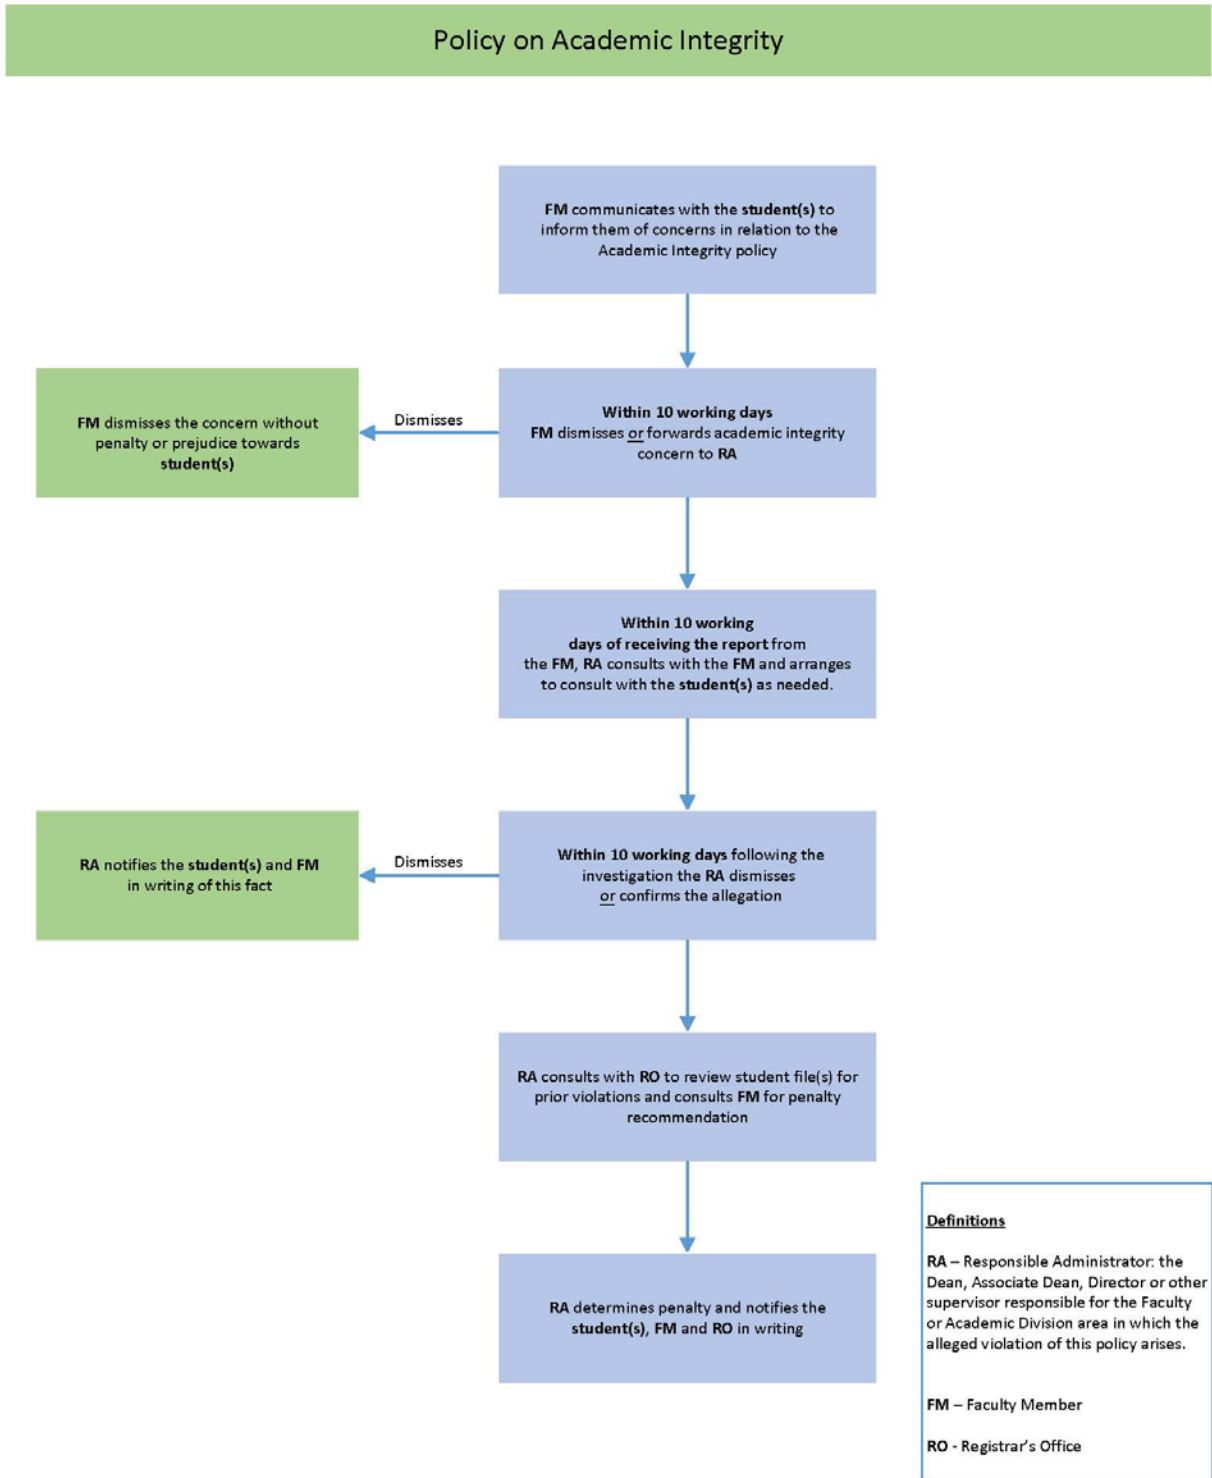 Policy on Academic Integrity
FM communicates with the student(s) to
inform them of concerns in relation to the
Academic Integrity policy
FM dismisses the concern without
penalty or prejudice towards
student(s)
Dismisses
Within 10 working days
FM dismisses or forwards academic integrity
concern to RA
Within 10 working
days of receiving the report from
the FM, RA consults with the FM and arranges
to consult with the student(s) as needed.
RA notifies the student(s) and FM
in writing of this fact
Dismisses
Within 10 working days following the
investigation the RA dismisses
or confirms the allegation
RA consults with RO to review student file(s) for
prior violations and consults FM for penalty
recommendation
RA determines penalty and notifies the
student(s), FM and RO in writing
Definitions
RA – Responsible Administrator: the
Dean, Associate Dean, Director or other
supervisor responsible for the Faculty
or Academic Division area in which the
alleged violation of this policy arises.
FM – Faculty Member
RO - Registrar's Office